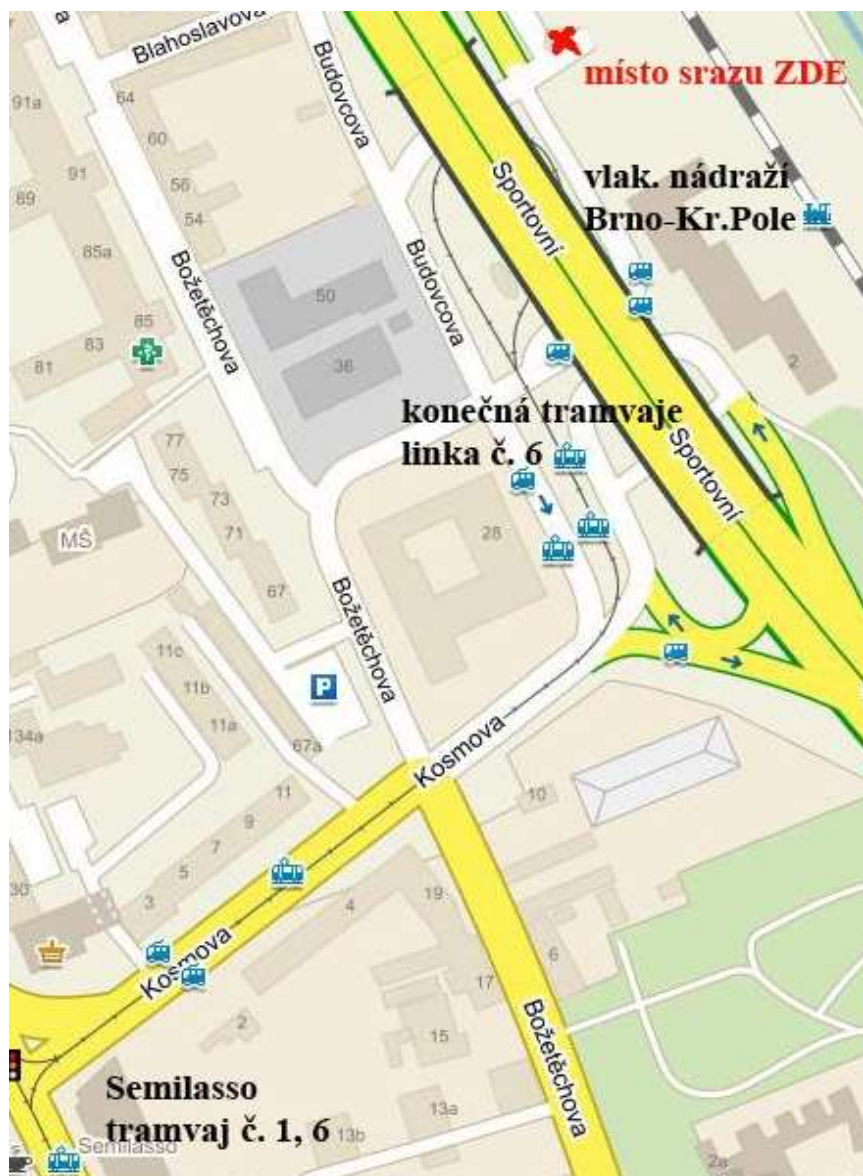 Blahoslavova
Budovcova
místo srazu ZDE
91a
64
60
91
56
89
54
85a
Sportovní
vlak. nádraží
Brno-Kr.Pole
Božetěchova
Budovcova
50
85
83
81
36
2
konečná tramvaje
linka č. 6
Sportovní
77
75
73
71
MŠ
28
67
Božetěchova
11c
11b
11a
P
134a
67a
Kosmova
11
10
9
7
5
3
30
4
19
6
Kosmova
17
2
15
Božetěchova
Semilasso
tramvaj č. 1, 6
13a
13b
Semilasso
2a